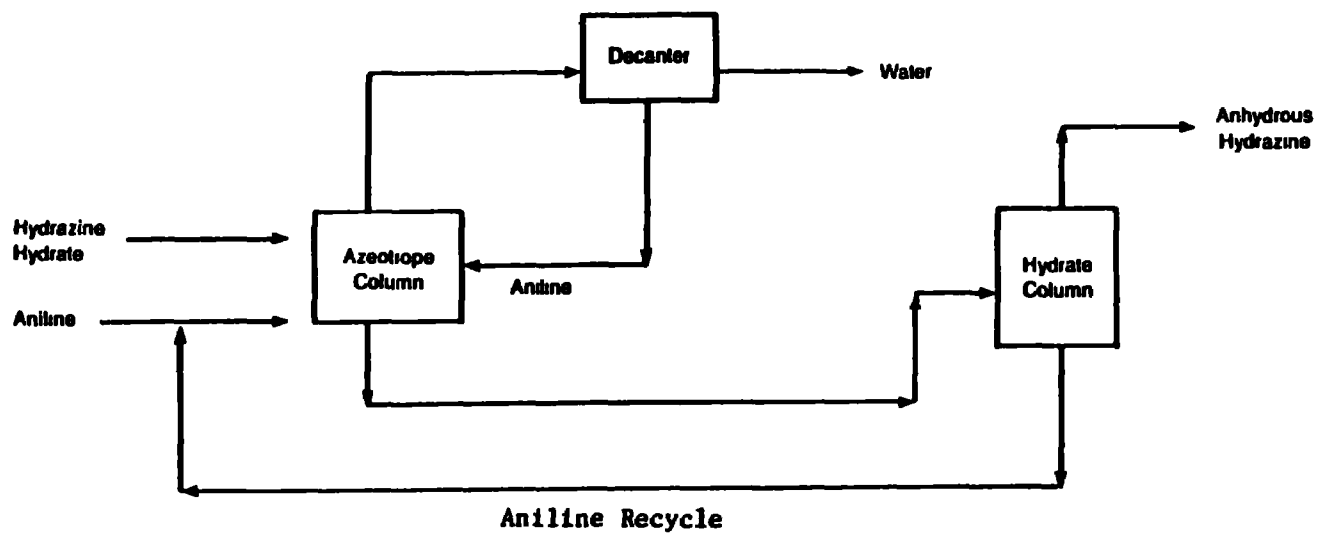 Decanter
Water
Anhydrous
Hydrazine
Hydrazine
Hydrate
Azeotrope
Column
Aniline
Hydrate
Column
Aniline
Aniline Recycle